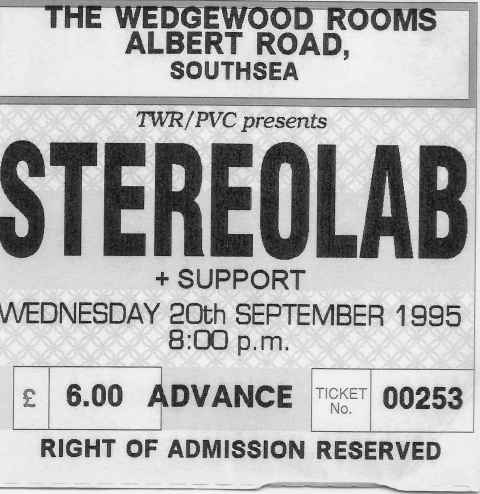 THE WEDGEWOOD ROOMS
ALBERT ROAD,
SOUTHSEA
TWR/PVC presents
STEREOLAB
+ SUPPORT
WEDNESDAY 20th SEPTEMBER 1995
8:00 p.m.
£ 6.00 ADVANCE TICKET No. 00253
RIGHT OF ADMISSION RESERVED